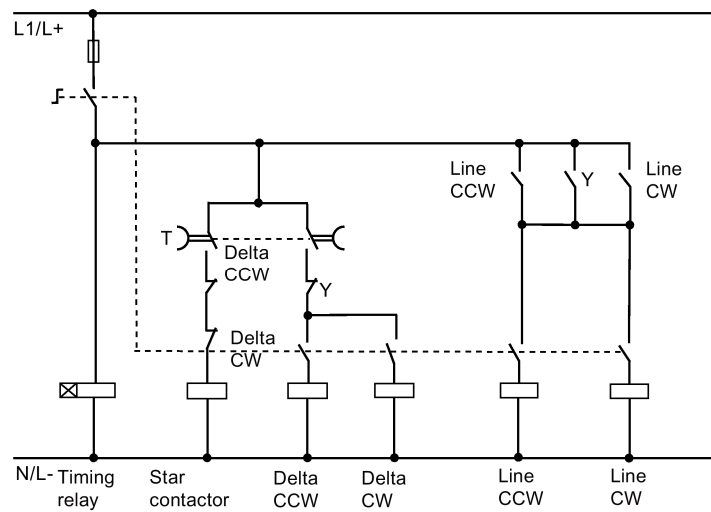 L1/L+
Line
CCW
Y
Line
CW
T
Delta
CCW
Y
Delta
CW
N/L-
Timing
relay
Star
contactor
Delta
CCW
Delta
CW
Line
CCW
Line
CW